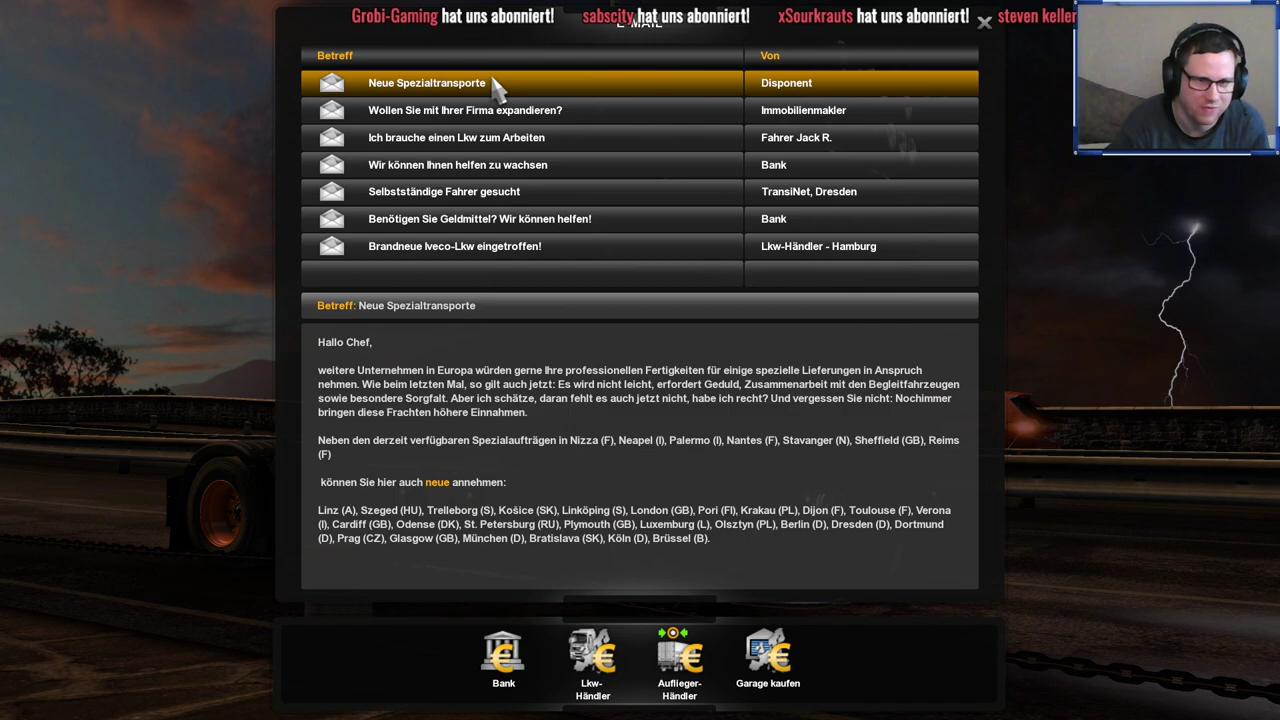 Grobi-Gaming hat uns abonniert! sabscity hat uns abonniert! xSourkrauts hat uns abonniert! steven keller
E-MAIL
Betreff Von
Neue Spezialtransporte Disponent
Wollen Sie mit Ihrer Firma expandieren? Immobilienmakler
Ich brauche einen Lkw zum Arbeiten Fahrer Jack R.
Wir können Ihnen helfen zu wachsen Bank
Selbstständige Fahrer gesucht TransiNet, Dresden
Benötigen Sie Geldmittel? Wir können helfen! Bank
Brandneue Iveco-Lkw eingetroffen! Lkw-Händler - Hamburg
Betreff: Neue Spezialtransporte
Hallo Chef,
weitere Unternehmen in Europa würden gerne Ihre professionellen Fertigkeiten für einige spezielle Lieferungen in Anspruch
nehmen. Wie beim letzten Mal, so gilt auch jetzt: Es wird nicht leicht, erfordert Geduld, Zusammenarbeit mit den Begleitfahrzeugen
sowie besondere Sorgfalt. Aber ich schätze, daran fehlt es auch jetzt nicht, habe ich recht? Und vergessen Sie nicht: Nochimmer
bringen diese Frachten höhere Einnahmen.
Neben den derzeit verfügbaren Spezialaufträgen in Nizza (F), Neapel (I), Palermo (I), Nantes (F), Stavanger (N), Sheffield (GB), Reims
(F)
können Sie hier auch neue annehmen:
Linz (A), Szeged (HU), Trelleborg (S), Košice (SK), Linköping (S), London (GB), Pori (FI), Krakau (PL), Dijon (F), Toulouse (F), Verona
(I), Cardiff (GB), Odense (DK), St. Petersburg (RU), Plymouth (GB), Luxemburg (L), Olsztyn (PL), Berlin (D), Dresden (D), Dortmund
(D), Prag (CZ), Glasgow (GB), München (D), Bratislava (SK), Köln (D), Brüssel (B).
Bank
Lkw-
Händler
Auflieger-
Händler
Garage kaufen